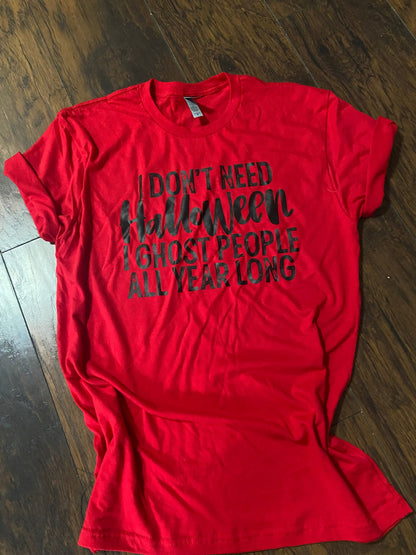 I DON'T NEED
Halloween
I GHOST PEOPLE
ALL YEAR LONG